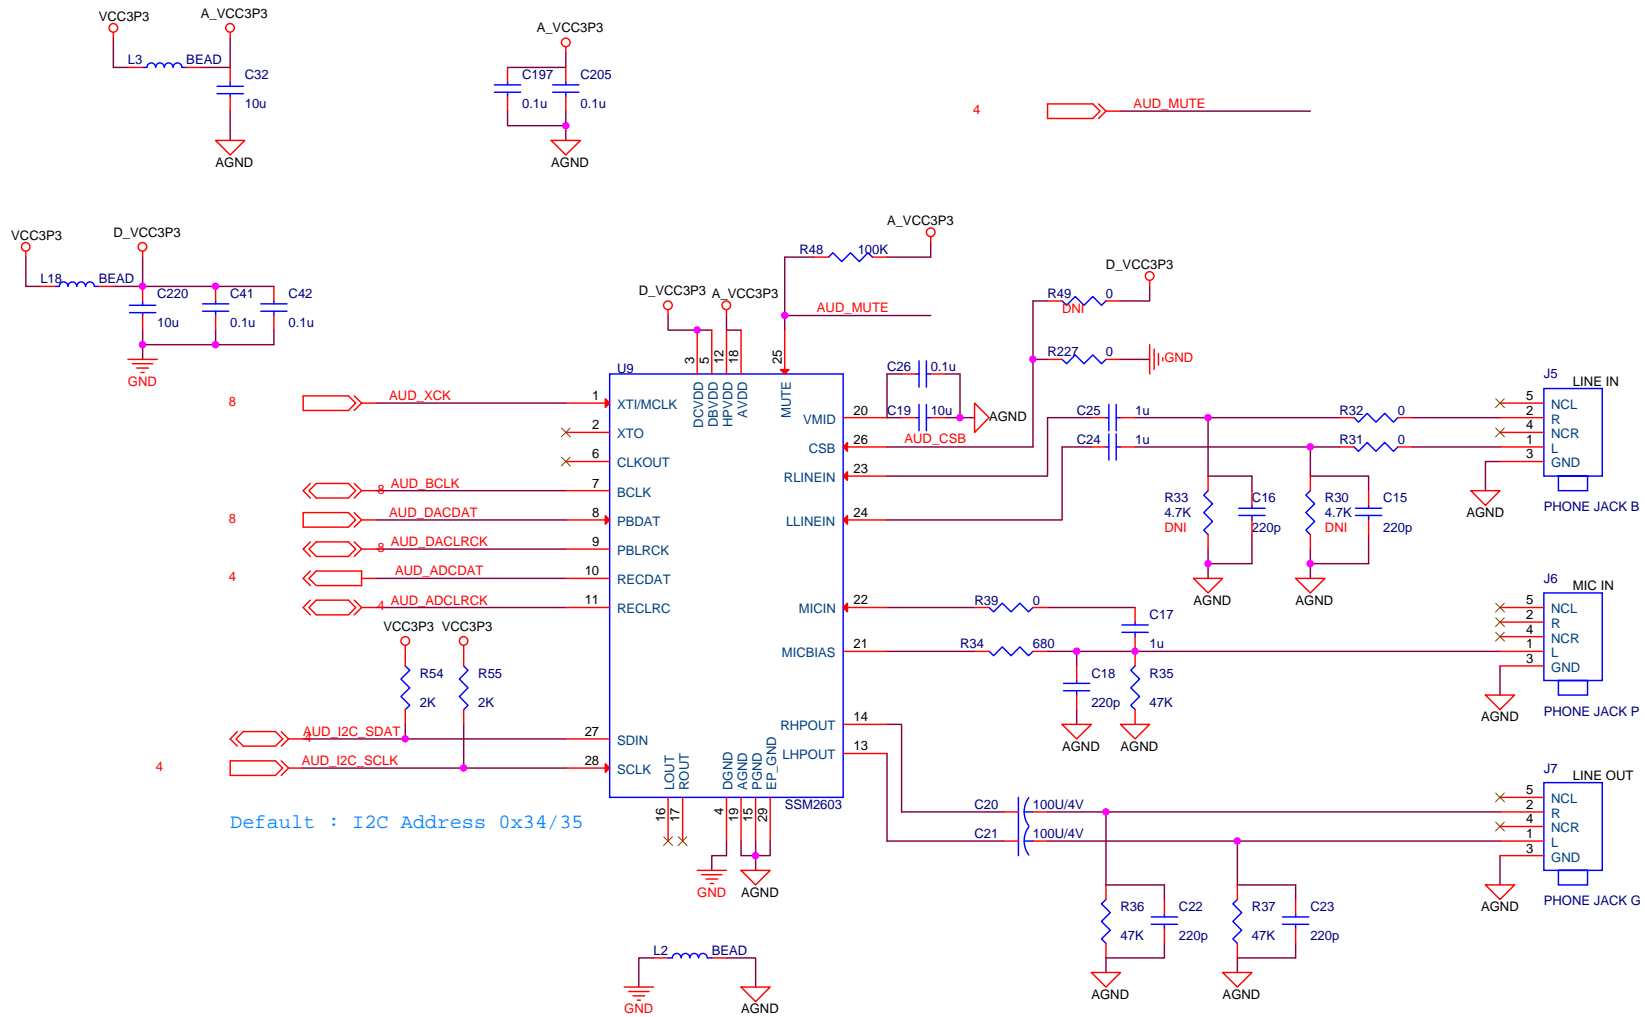 VCC3P3 A_VCC3P3
L3 BEAD
C32
10u
AGND
A_VCC3P3
C197 C205
0.1u 0.1u
AGND
4 AUD_MUTE
VCC3P3 D_VCC3P3
L18 BEAD
C220 C41 C42
10u 0.1u 0.1u
GND
A_VCC3P3
R48 100K
D_VCC3P3 A_VCC3P3
AUD_MUTE
D_VCC3P3
R49 0
DNI
R227 0
GND
3 5 12 18 25
U9
DCVDD DBVDD HPVDD AVDD MUTE
8 AUD_XCK 1 XTI/MCLK
2 XTO
6 CLKOUT
8 AUD_BCLK 7 BCLK
8 AUD_DACDAT 8 PBDAT
8 AUD_DACLRCK 9 PBLRCK
4 AUD_ADCDAT 10 RECDAT
4 AUD_ADCLRCK 11 RECLRC
VCC3P3 VCC3P3
R54 R55
2K 2K
4 AUD_I2C_SDAT 27 SDIN
4 AUD_I2C_SCLK 28 SCLK
Default : I2C Address 0x34/35
LOUT ROUT DGND AGND PGND EP_GND
16 17 4 19 15 29
SSM2603
GND AGND
L2 BEAD
GND AGND
C26 0.1u
VMID 20 C19 10u AGND
CSB 26 AUD_CSB
RLINEIN 23
LLINEIN 24
MICIN 22
MICBIAS 21
RHPOUT 14
LHPOUT 13
C25 1u
C24 1u
R32 0
R31 0
R33 C16 R30 C15
4.7K 4.7K
DNI 220p DNI 220p
AGND AGND
J5 LINE IN
5 NCL
2 R
4 NCR
1 L
3 GND
AGND
PHONE JACK B
R39 0
C17
1u
R34 680
C18 R35
220p 47K
AGND AGND
J6 MIC IN
5 NCL
2 R
4 NCR
1 L
3 GND
AGND
PHONE JACK P
C20 100U/4V
C21 100U/4V
R36 C22 R37 C23
47K 220p 47K 220p
AGND AGND
J7 LINE OUT
5 NCL
2 R
4 NCR
1 L
3 GND
AGND
PHONE JACK G